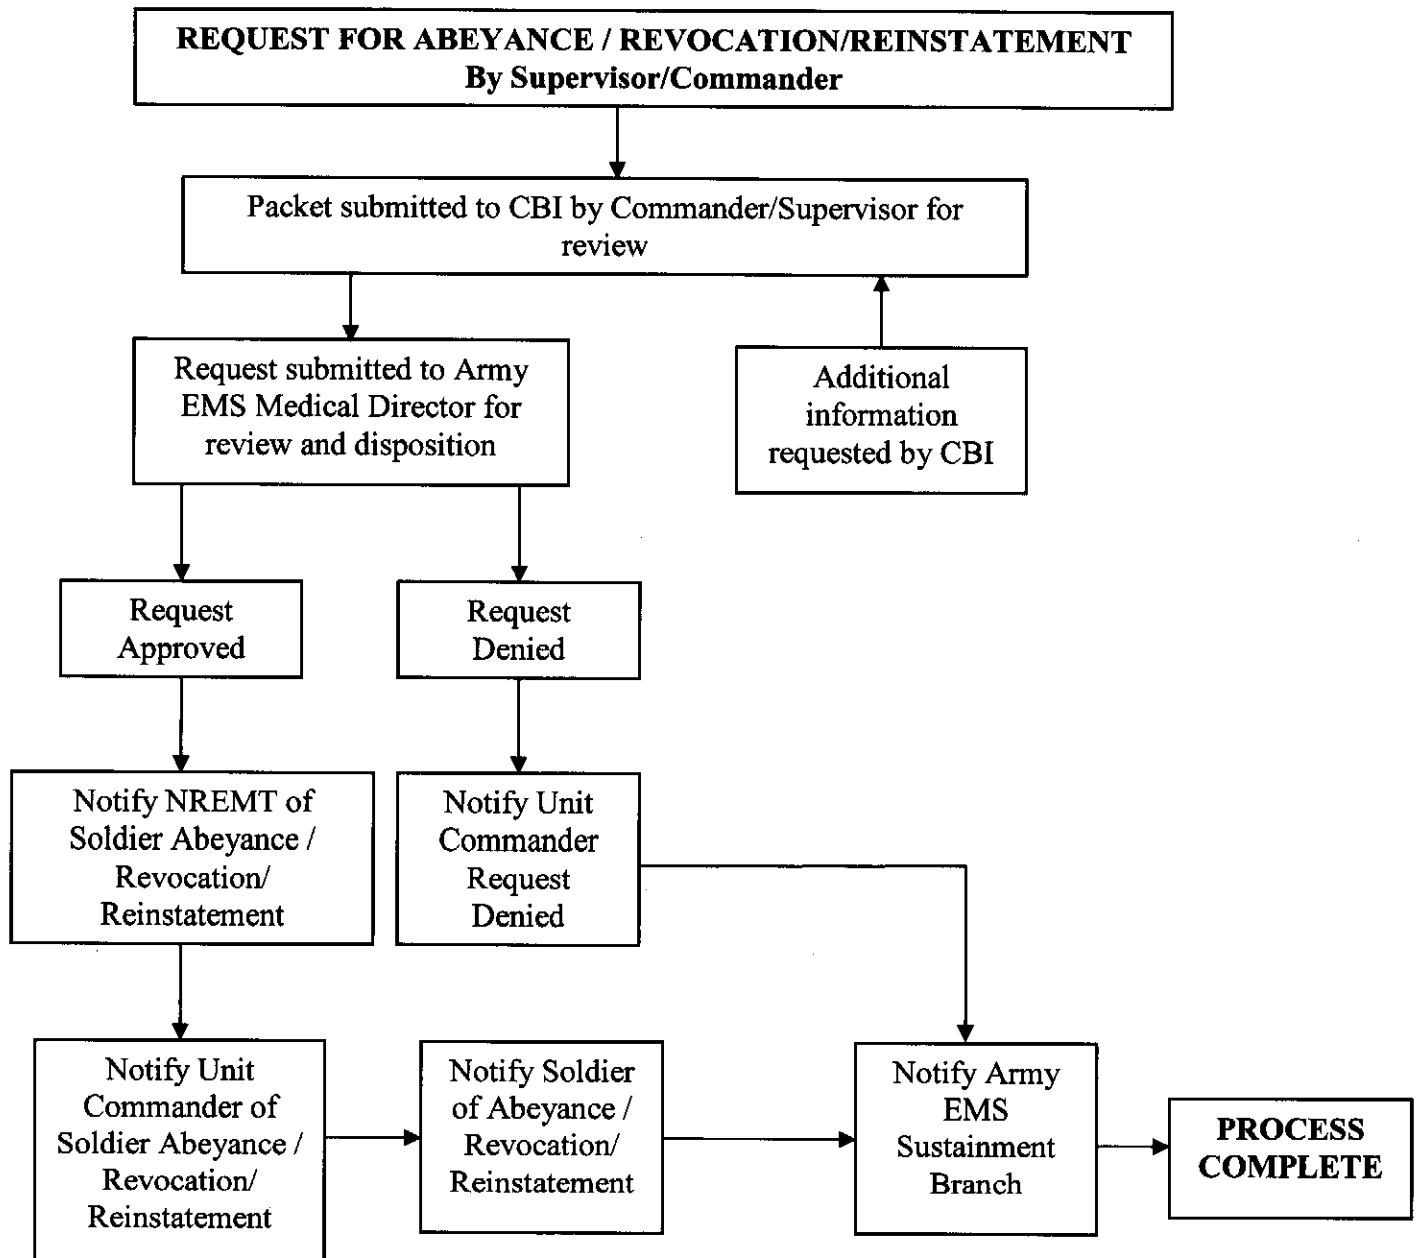 REQUEST FOR ABEYANCE / REVOCATION/REINSTATEMENT
By Supervisor/Commander
Packet submitted to CBI by Commander/Supervisor for
review
Request submitted to Army
EMS Medical Director for
review and disposition
Additional
information
requested by CBI
Request
Approved
Request
Denied
Notify NREMT of
Soldier Abeyance /
Revocation/
Reinstatement
Notify Unit
Commander
Request
Denied
Notify Unit
Commander of
Soldier Abeyance /
Revocation/
Reinstatement
Notify Soldier
of Abeyance /
Revocation/
Reinstatement
Notify Army
EMS
Sustainment
Branch
PROCESS
COMPLETE